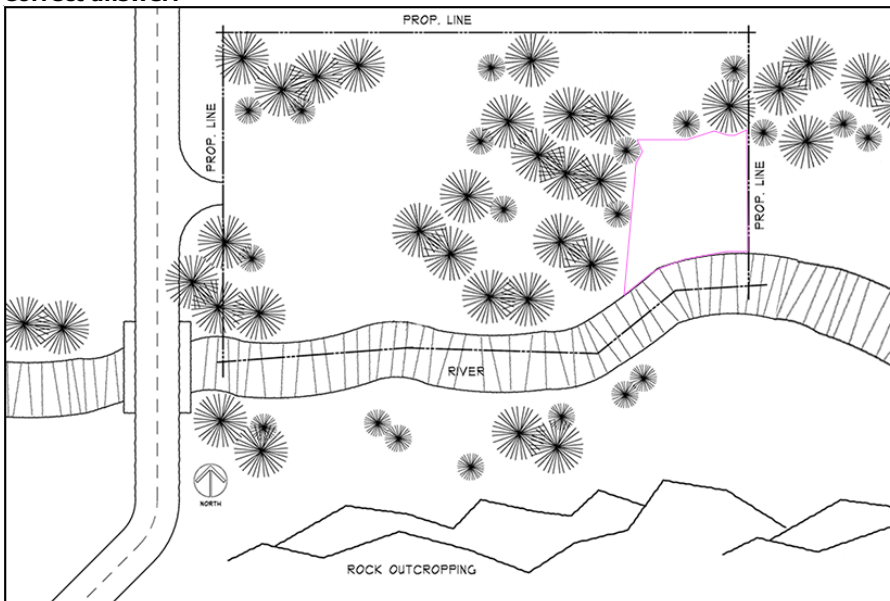 correct answer:
PROP. LINE
PROP. LINE
PROP. LINE
RIVER
NORTH
ROCK OUTCROPPING